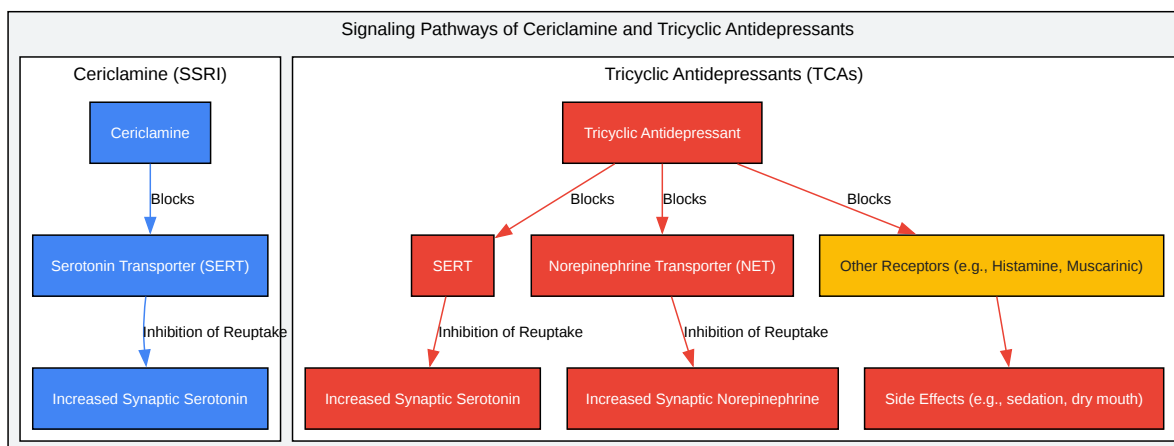 Signaling Pathways of Cericlamine and Tricyclic Antidepressants
Cericlamine (SSRI)
Cericlamine
Blocks
Serotonin Transporter (SERT)
Inhibition of Reuptake
Increased Synaptic Serotonin
Tricyclic Antidepressants (TCAs)
Tricyclic Antidepressant
Blocks
Blocks
Blocks
SERT
Norepinephrine Transporter (NET)
Other Receptors (e.g., Histamine, Muscarinic)
Inhibition of Reuptake
Inhibition of Reuptake
Increased Synaptic Serotonin
Increased Synaptic Norepinephrine
Side Effects (e.g., sedation, dry mouth)